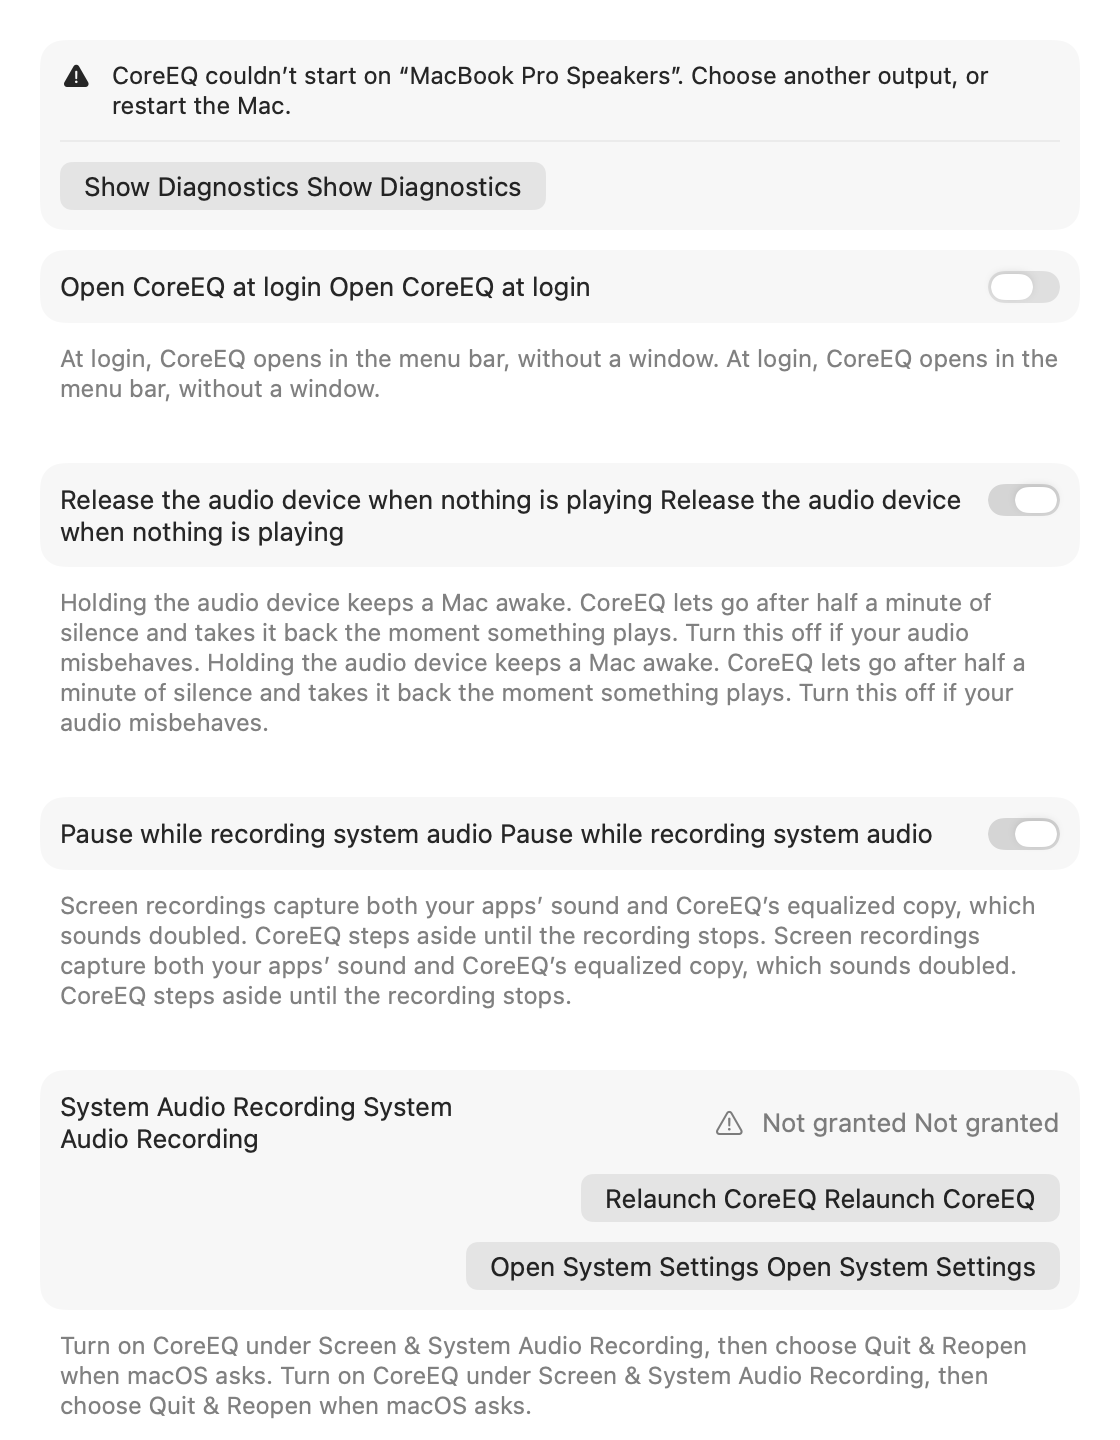 CoreEQ couldn’t start on “MacBook Pro Speakers”. Choose another output, or
restart the Mac.
Show Diagnostics Show Diagnostics
Open CoreEQ at login Open CoreEQ at login
At login, CoreEQ opens in the menu bar, without a window. At login, CoreEQ opens in the
menu bar, without a window.
Release the audio device when nothing is playing Release the audio device
when nothing is playing
Holding the audio device keeps a Mac awake. CoreEQ lets go after half a minute of
silence and takes it back the moment something plays. Turn this off if your audio
misbehaves. Holding the audio device keeps a Mac awake. CoreEQ lets go after half a
minute of silence and takes it back the moment something plays. Turn this off if your
audio misbehaves.
Pause while recording system audio Pause while recording system audio
Screen recordings capture both your apps’ sound and CoreEQ’s equalized copy, which
sounds doubled. CoreEQ steps aside until the recording stops. Screen recordings
capture both your apps’ sound and CoreEQ’s equalized copy, which sounds doubled.
CoreEQ steps aside until the recording stops.
System Audio Recording System
Audio Recording
Not granted Not granted
Relaunch CoreEQ Relaunch CoreEQ
Open System Settings Open System Settings
Turn on CoreEQ under Screen & System Audio Recording, then choose Quit & Reopen
when macOS asks. Turn on CoreEQ under Screen & System Audio Recording, then
choose Quit & Reopen when macOS asks.